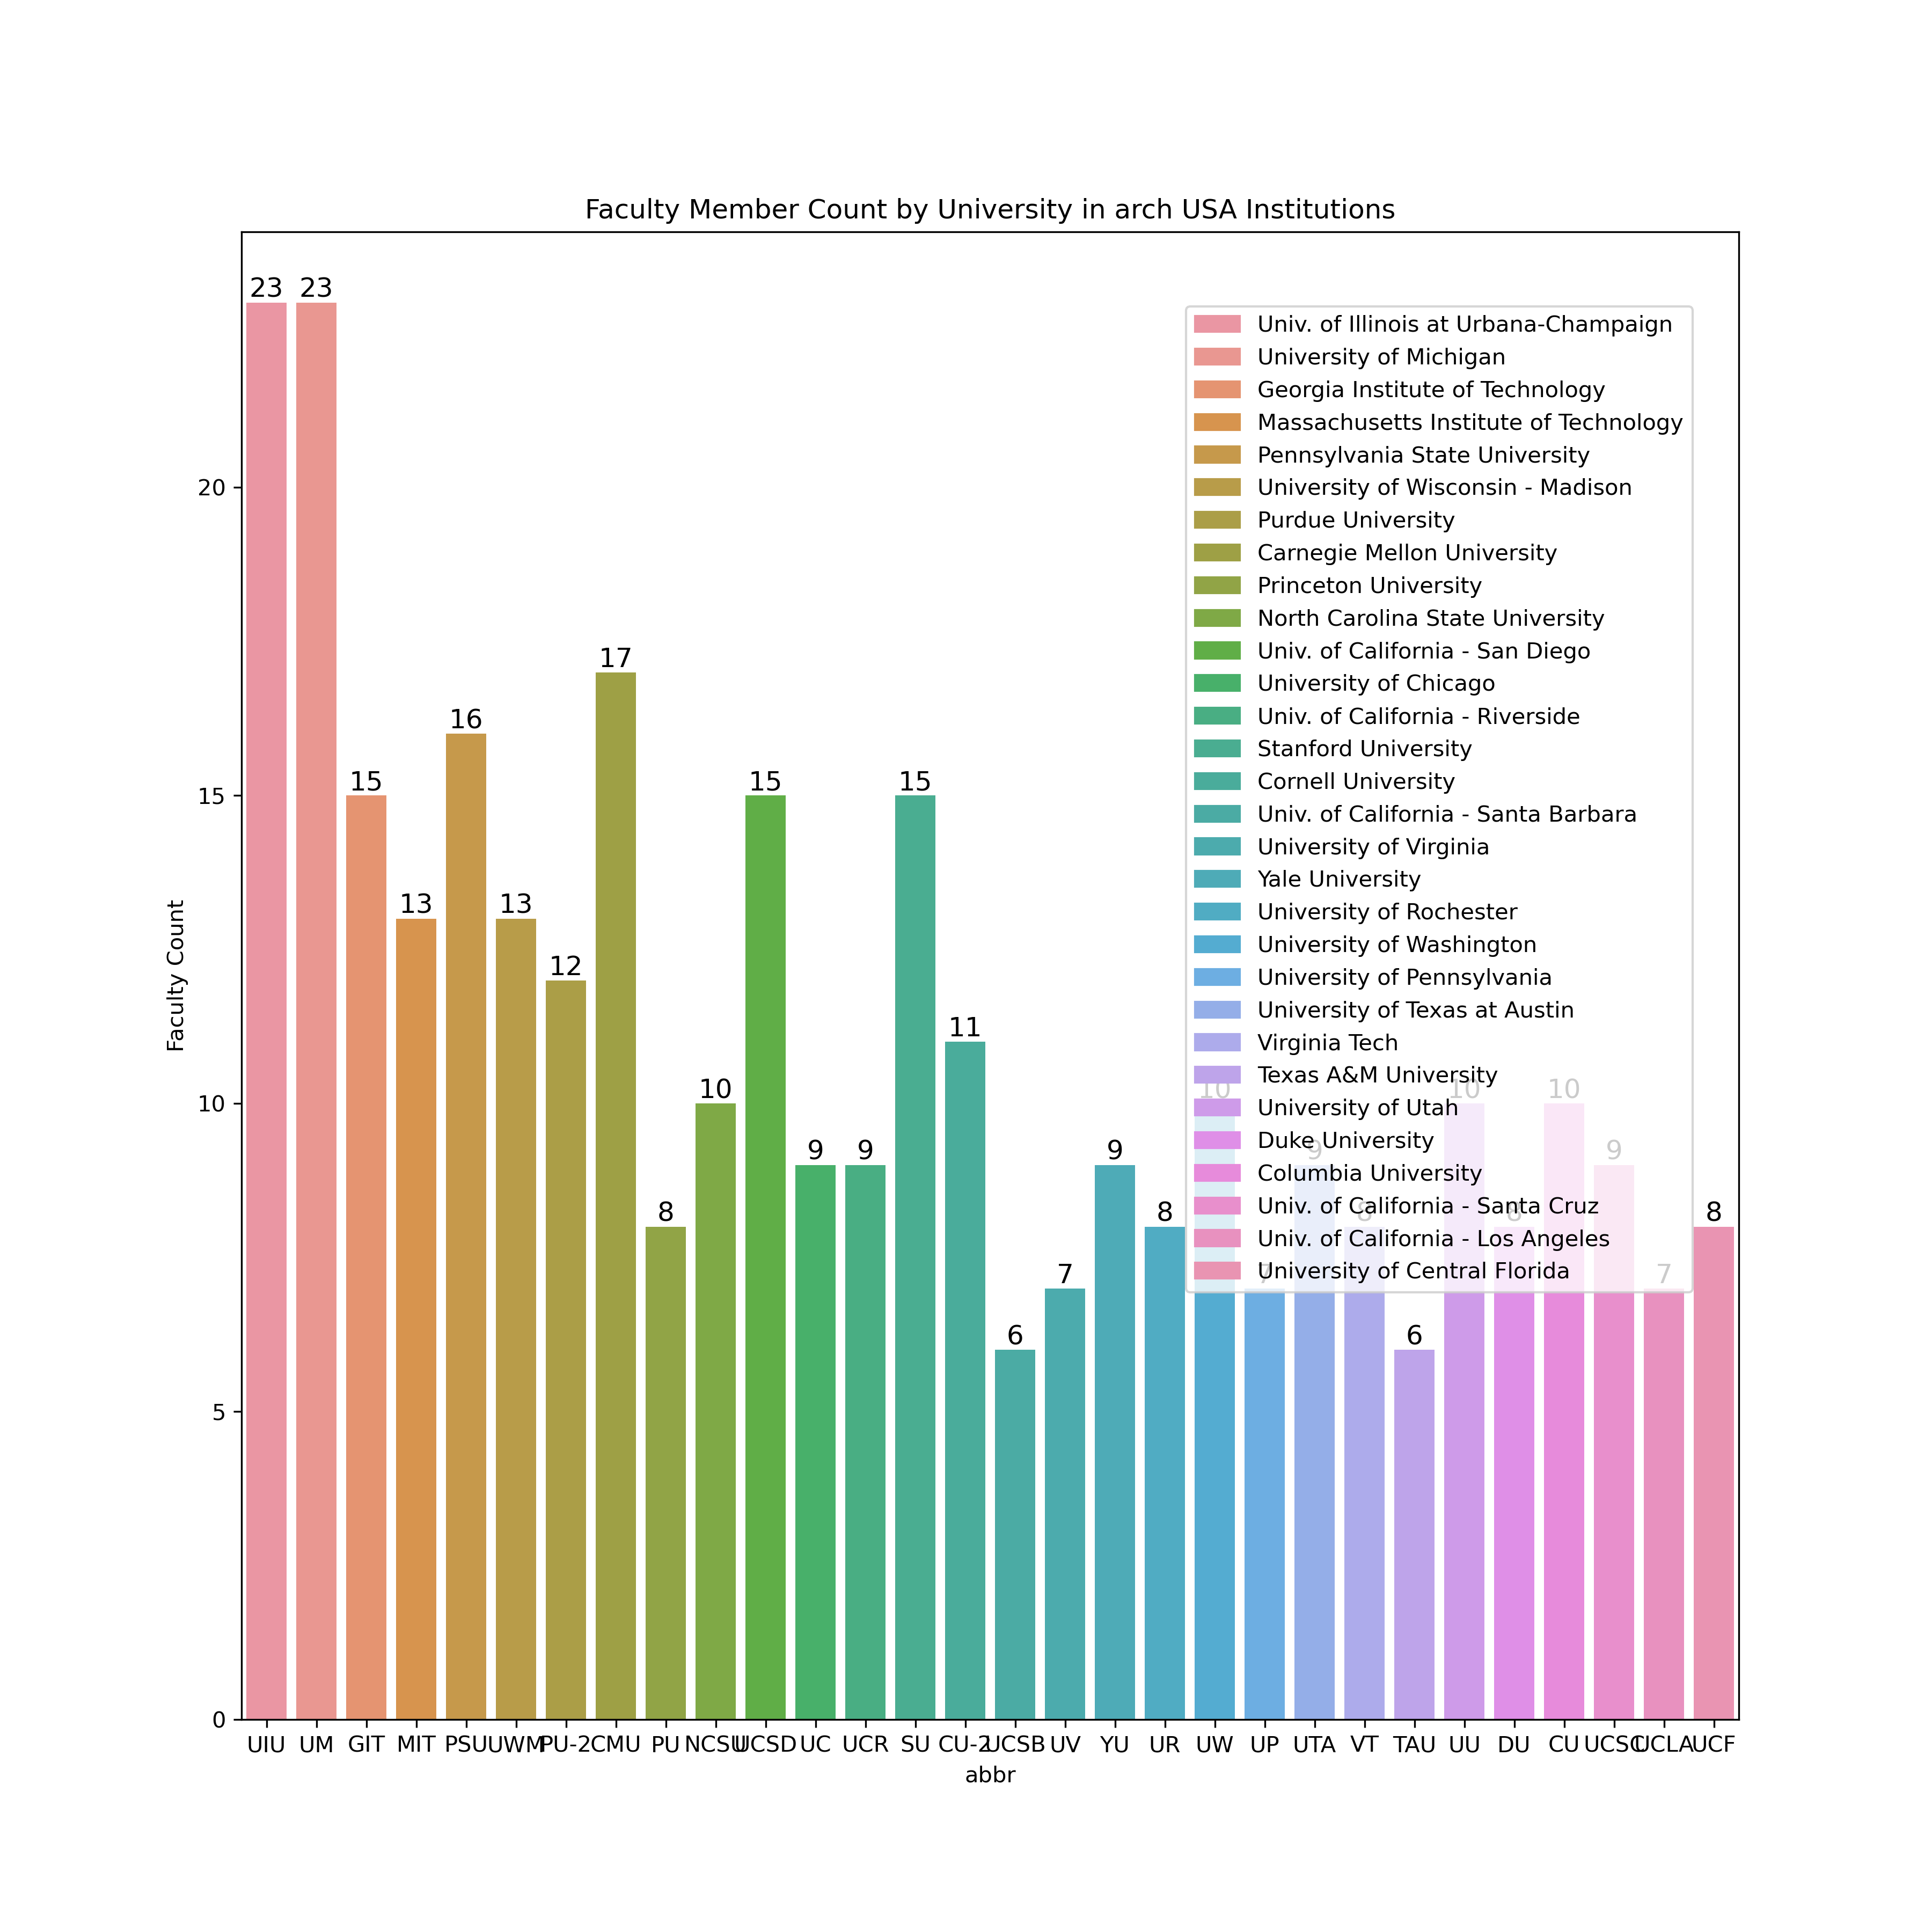 Faculty Member Count by University in arch USA Institutions
23 23
15
13
16
13
12
17
8
10
15
9
9
15
11
6
7
9
8
10
7
9
8
6
10
8
10
9
7
8
Univ. of Illinois at Urbana-Champaign
University of Michigan
Georgia Institute of Technology
Massachusetts Institute of Technology
Pennsylvania State University
University of Wisconsin - Madison
Purdue University
Carnegie Mellon University
Princeton University
North Carolina State University
Univ. of California - San Diego
University of Chicago
Univ. of California - Riverside
Stanford University
Cornell University
Univ. of California - Santa Barbara
University of Virginia
Yale University
University of Rochester
University of Washington
University of Pennsylvania
University of Texas at Austin
Virginia Tech
Texas A&M University
University of Utah
Duke University
Columbia University
Univ. of California - Santa Cruz
Univ. of California - Los Angeles
University of Central Florida
20
15
10
5
0
Faculty Count
UIU UM GIT MIT PSU UWM PU-2 CMU PU NCSU UCSD UC UCR SU CU-2 UCSB UV YU UR UW UP UTA VT TAU UU DU CU UCSC UCLA UCF
abbr